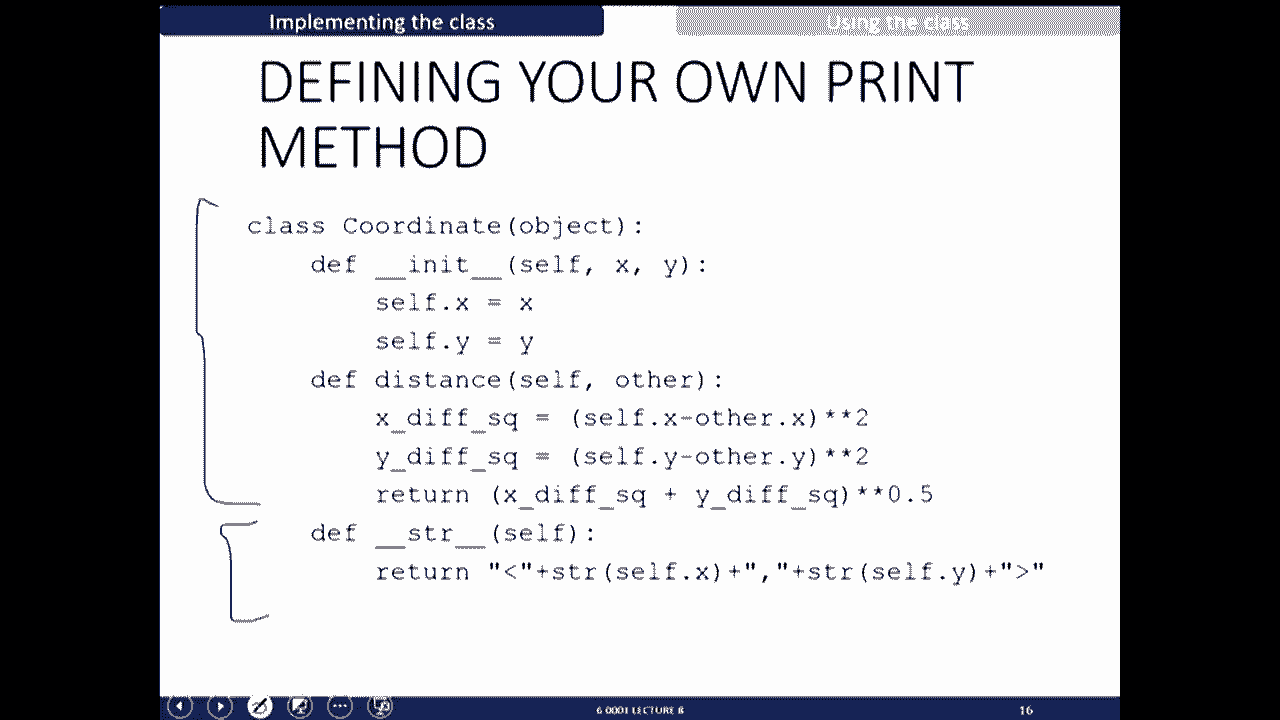 Implementing the class
Using the class
DEFINING YOUR OWN PRINT
METHOD
class Coordinate(object):
    def __init__(self, x, y):
        self.x = x
        self.y = y
    def distance(self, other):
        x_diff_sq = (self.x-other.x)**2
        y_diff_sq = (self.y-other.y)**2
        return (x_diff_sq + y_diff_sq)**0.5
    def __str__(self):
        return "<"+str(self.x)+","+str(self.y)+">"
6.0001 LECTURE 8
16